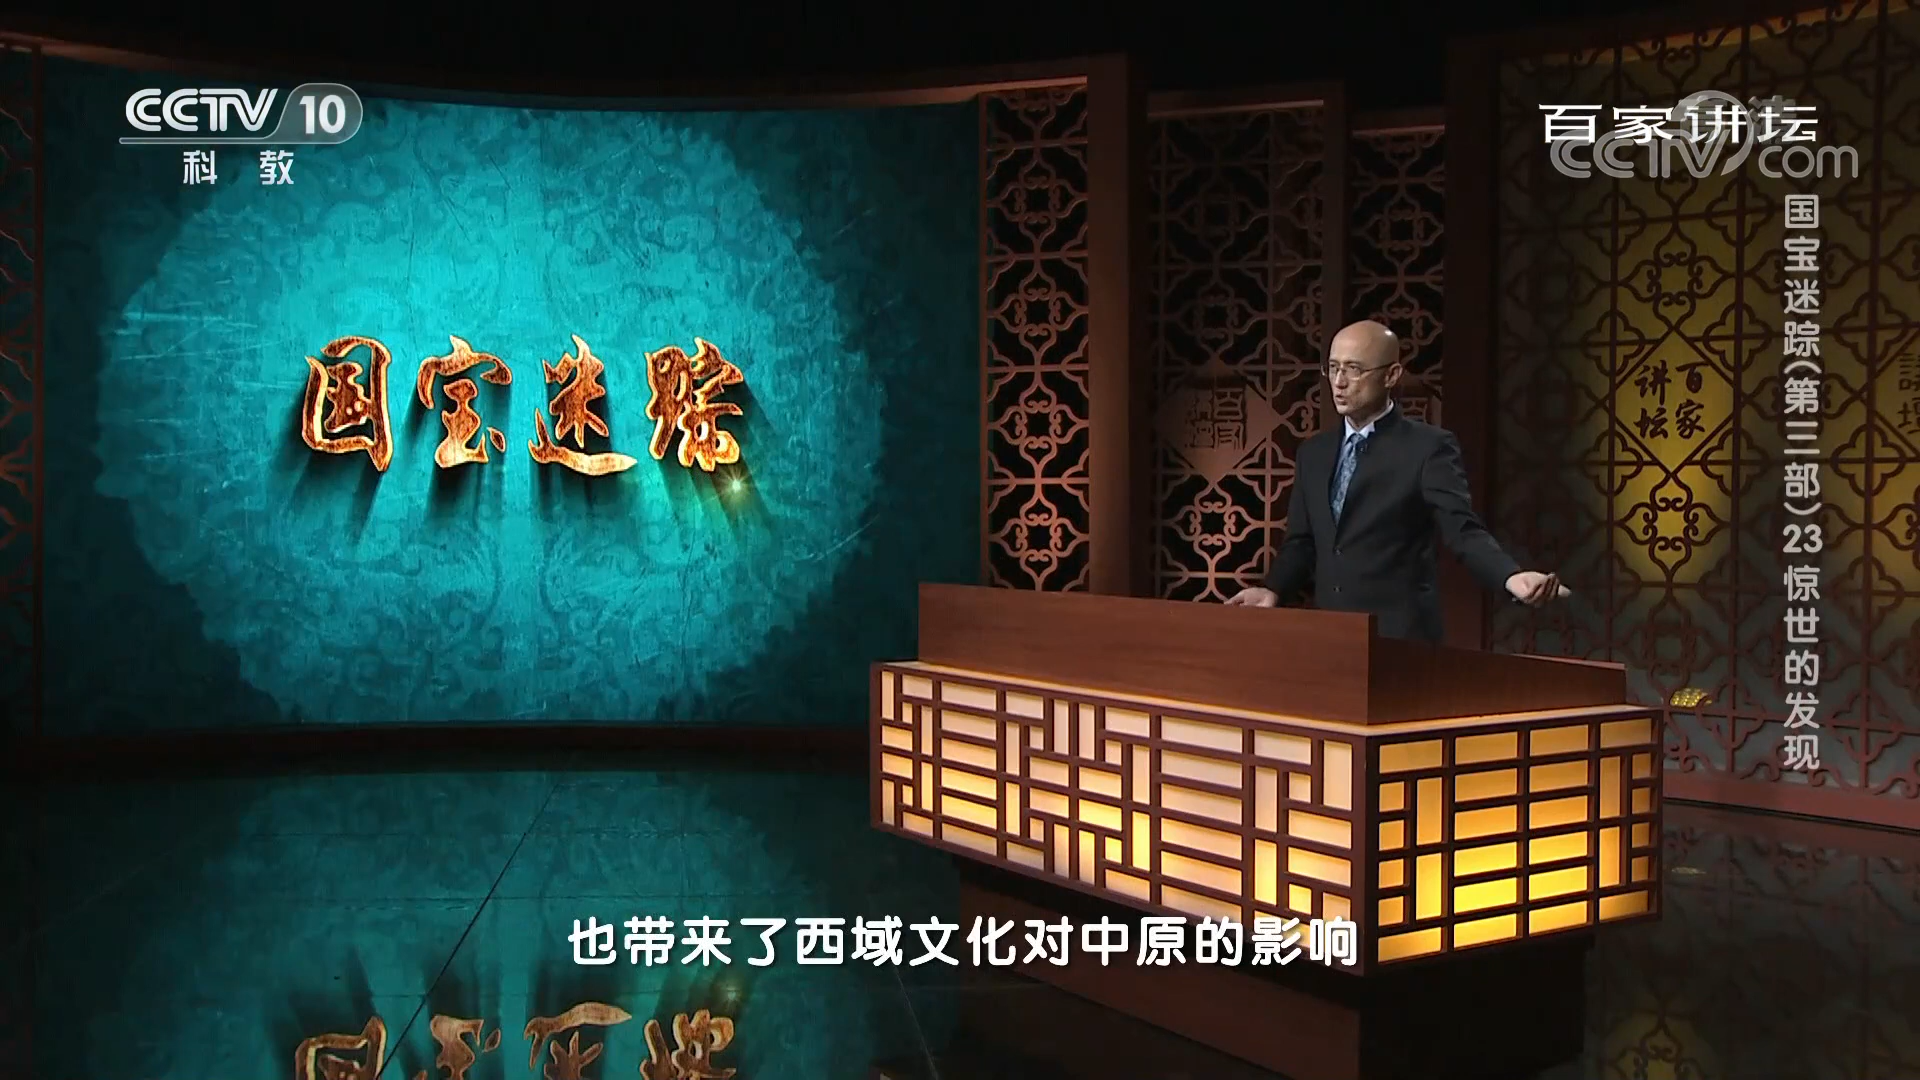 CCTV 10
科 教
百家讲坛
CCTV.com
国宝迷踪(第三部)23惊世的发现
国宝迷踪
百家
讲坛
也带来了西域文化对中原的影响